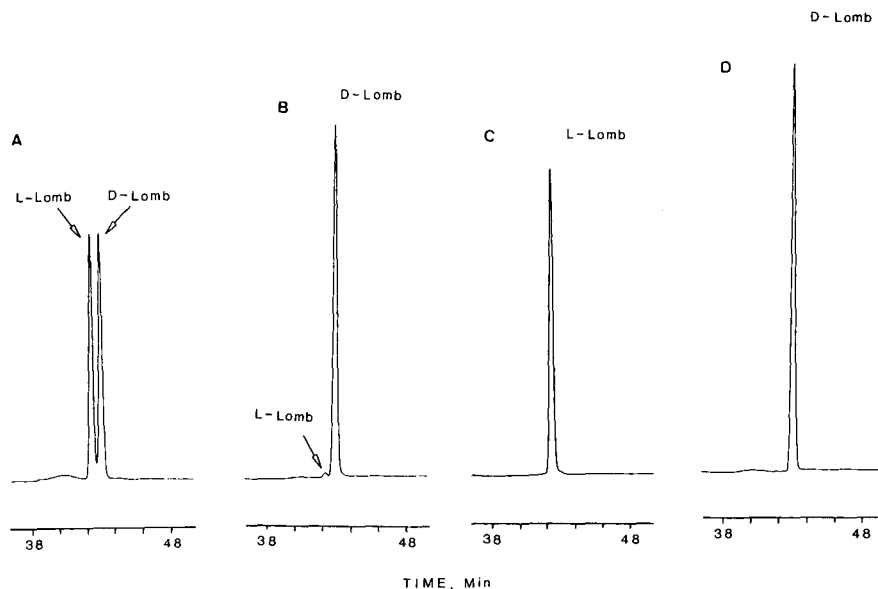 A
L-Lomb
D-Lomb
B
D-Lomb
L-Lomb
C
L-Lomb
D
D-Lomb
38 48
38 48
38 48
38 48
TIME, Min